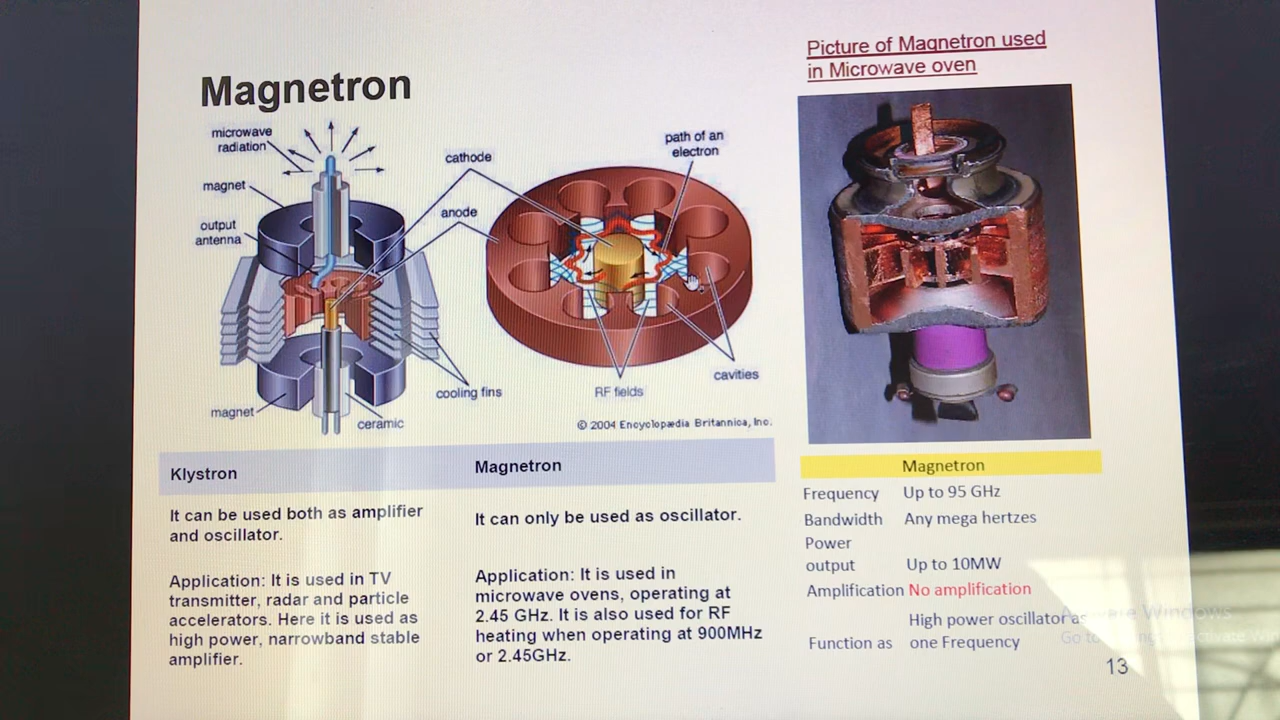 Picture of Magnetron used
in Microwave oven
Magnetron
microwave
radiation
magnet
output
antenna
cathode
anode
path of an
electron
magnet
ceramic
cooling fins
RF fields
cavities
© 2004 Encyclopædia Britannica, Inc.
Klystron Magnetron
It can be used both as amplifier
and oscillator.
It can only be used as oscillator.
Application: It is used in TV
transmitter, radar and particle
accelerators. Here it is used as
high power, narrowband stable
amplifier.
Application: It is used in
microwave ovens, operating at
2.45 GHz. It is also used for RF
heating when operating at 900MHz
or 2.45GHz.
Magnetron
Frequency Up to 95 GHz
Bandwidth Any mega hertzes
Power
output Up to 10MW
Amplification No amplification
High power oscillator as
Function as one Frequency
Windows
Go to
13